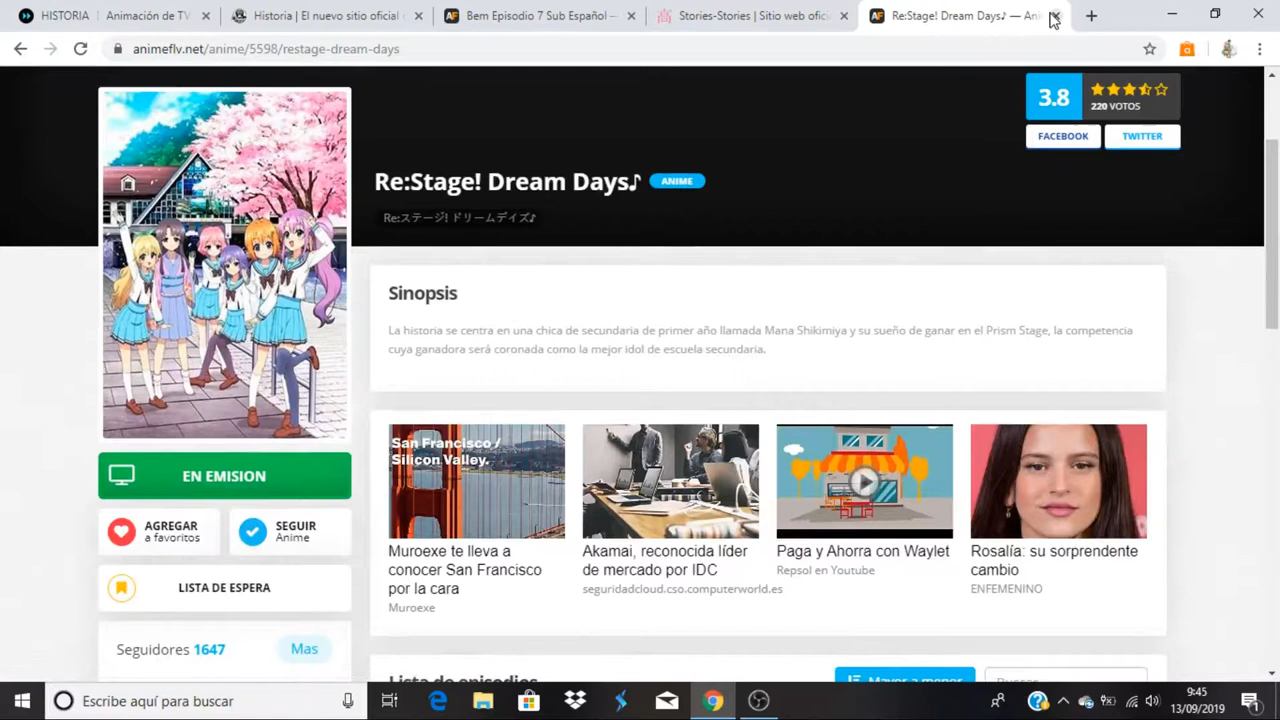 HISTORIA | Animación de TV
Historia | El nuevo sitio oficial
Bem Episodio 7 Sub Español —
Stories-Stories | Sitio web ofic
Re:Stage! Dream Days♪ — Ani
animeflv.net/anime/5598/restage-dream-days
3.8
220 VOTOS
FACEBOOK
TWITTER
Re:Stage! Dream Days♪
ANIME
Re:ステージ! ドリームデイズ♪
Sinopsis
La historia se centra en una chica de secundaria de primer año llamada Mana Shikimiya y su sueño de ganar en el Prism Stage, la competencia
cuya ganadora será coronada como la mejor idol de escuela secundaria.
San Francisco /
Silicon Valley.
EN EMISION
AGREGAR
a favoritos
SEGUIR
Anime
LISTA DE ESPERA
Seguidores 1647
Mas
Muroexe te lleva a
conocer San Francisco
por la cara
Muroexe
Akamai, reconocida líder
de mercado por IDC
seguridadcloud.cso.computerworld.es
Paga y Ahorra con Waylet
Repsol en Youtube
Rosalía: su sorprendente
cambio
ENFEMENINO
Lista de episodios
Mayor a menor
Buscar
Escribe aquí para buscar
9:45
13/09/2019